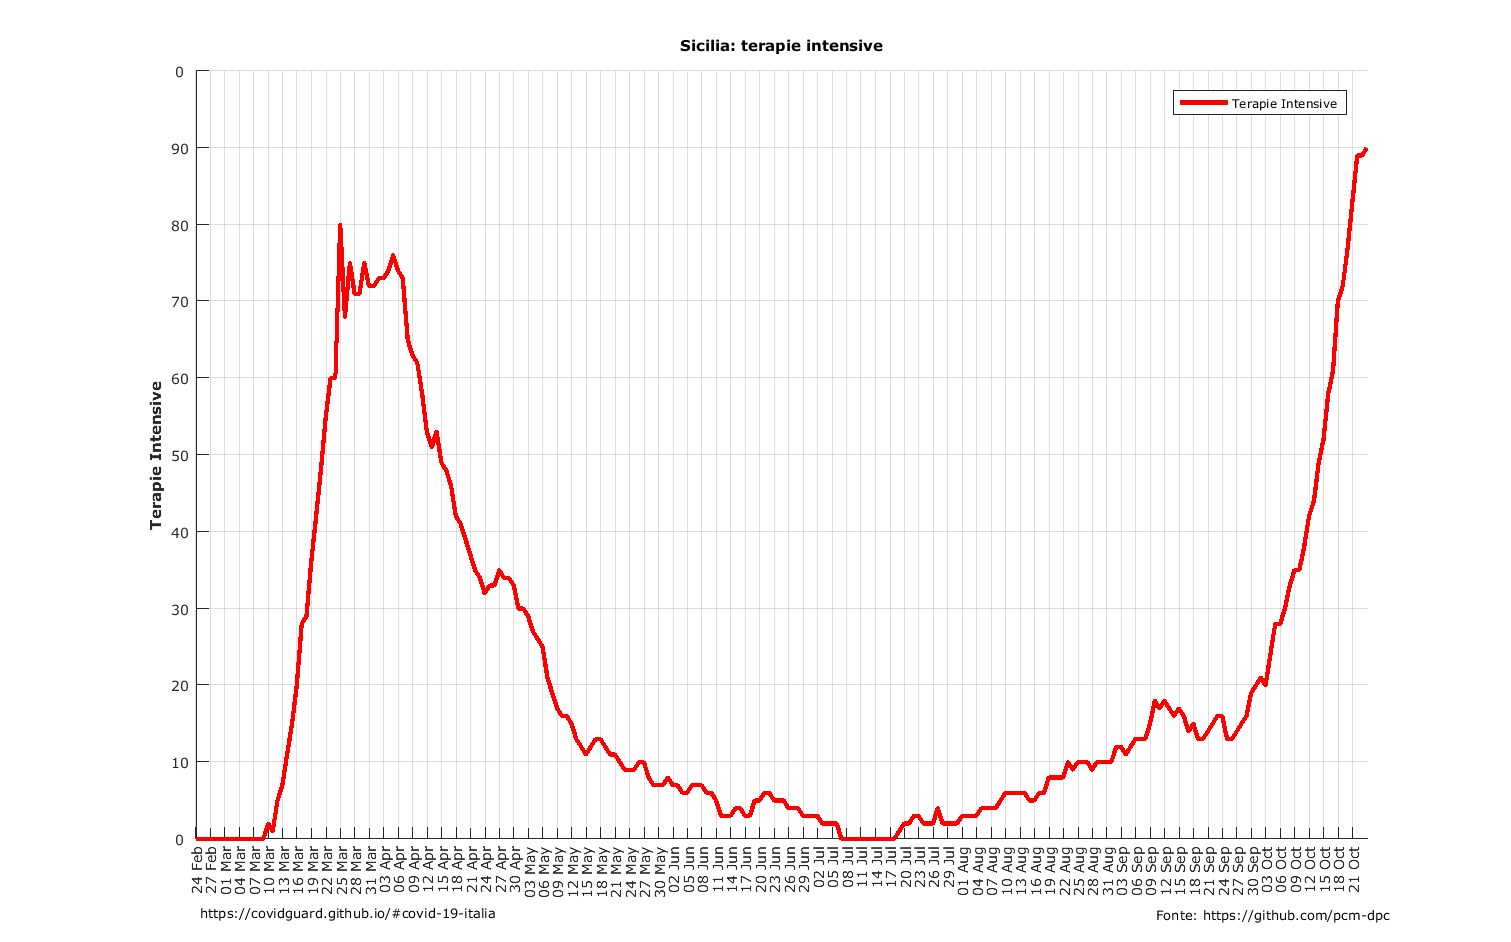 Sicilia: terapie intensive
0
90
80
70
60
50
40
30
20
10
0
Terapie Intensive
Terapie Intensive
24 Feb
27 Feb
01 Mar
04 Mar
07 Mar
10 Mar
13 Mar
16 Mar
19 Mar
22 Mar
25 Mar
28 Mar
31 Mar
03 Apr
06 Apr
09 Apr
12 Apr
15 Apr
18 Apr
21 Apr
24 Apr
27 Apr
30 Apr
03 May
06 May
09 May
12 May
15 May
18 May
21 May
24 May
27 May
30 May
02 Jun
05 Jun
08 Jun
11 Jun
14 Jun
17 Jun
20 Jun
23 Jun
26 Jun
29 Jun
02 Jul
05 Jul
08 Jul
11 Jul
14 Jul
17 Jul
20 Jul
23 Jul
26 Jul
29 Jul
01 Aug
04 Aug
07 Aug
10 Aug
13 Aug
16 Aug
19 Aug
22 Aug
25 Aug
28 Aug
31 Aug
03 Sep
06 Sep
09 Sep
12 Sep
15 Sep
18 Sep
21 Sep
24 Sep
27 Sep
30 Sep
03 Oct
06 Oct
09 Oct
12 Oct
15 Oct
18 Oct
21 Oct
https://covidguard.github.io/#covid-19-italia
Fonte: https://github.com/pcm-dpc